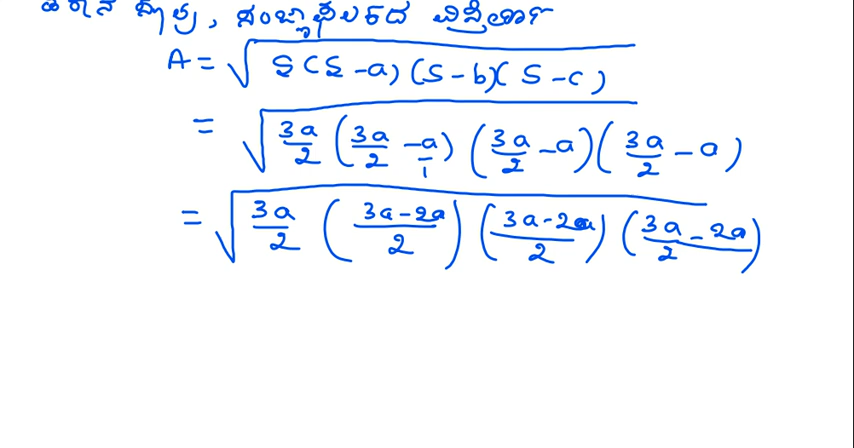 ಹೆರಾನ ಸೂತ್ರ, ಸಂಜ್ಞಾಫಲಕದ ವಿಸ್ತೀರ್ಣ
A = √S(S-a)(S-b)(S-c)
= √3a/2 (3a/2 - a/1) (3a/2 - a) (3a/2 - a)
= √3a/2 (3a-2a/2) (3a-2a/2) (3a-2a/2)